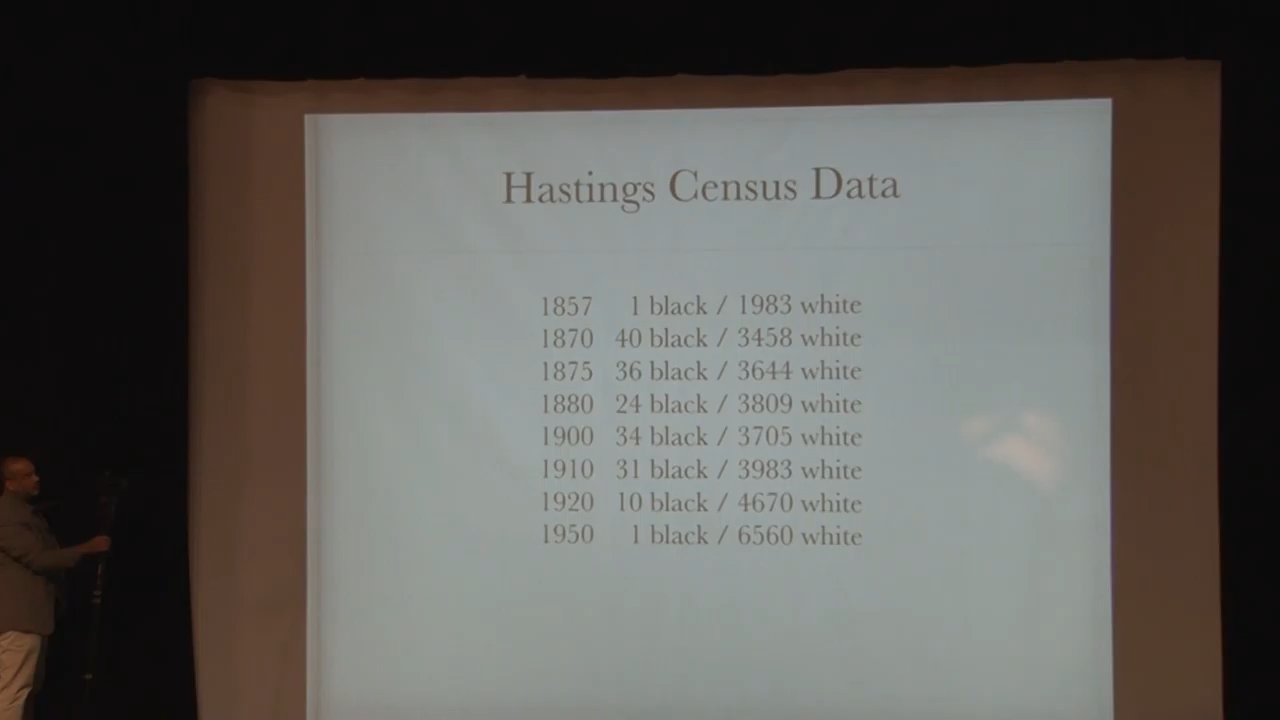 Hastings Census Data
1857 1 black / 1983 white
1870 40 black / 3458 white
1875 36 black / 3644 white
1880 24 black / 3809 white
1900 34 black / 3705 white
1910 31 black / 3983 white
1920 10 black / 4670 white
1950 1 black / 6560 white